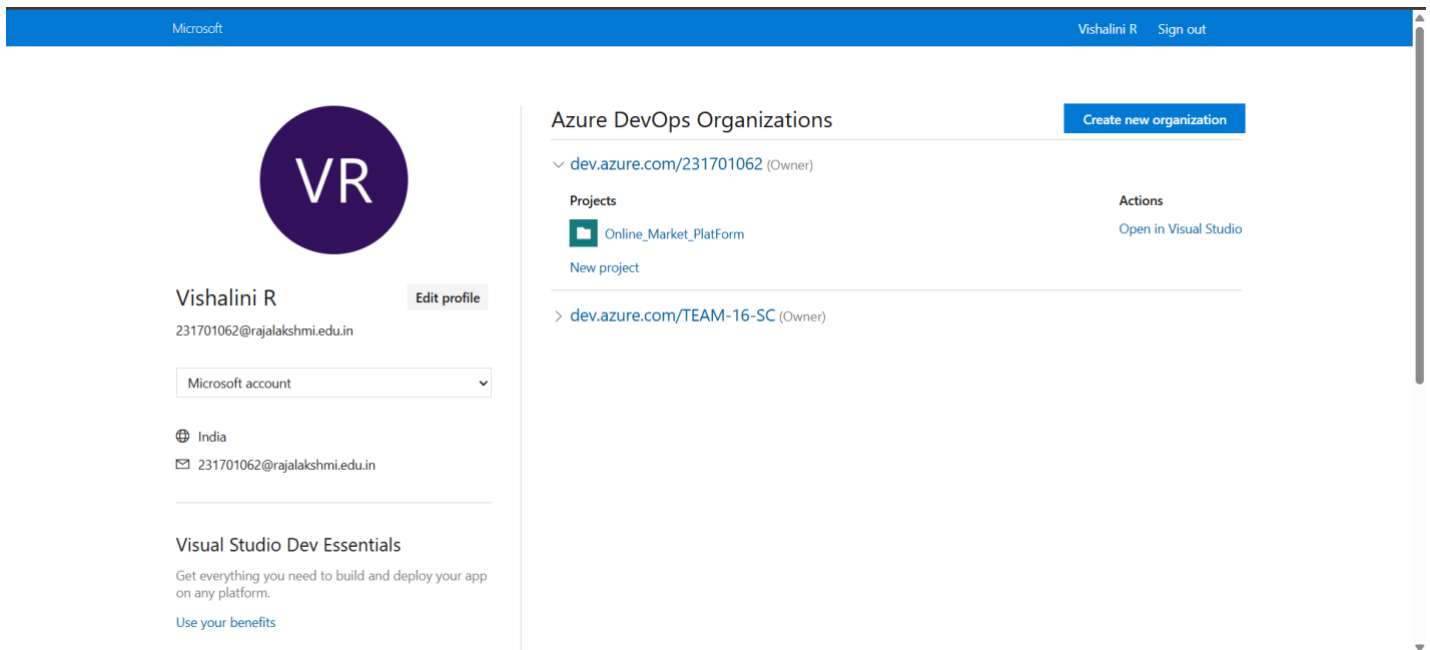 Microsoft
Vishalini R Sign out
VR
Vishalini R
Edit profile
231701062@rajalakshmi.edu.in
Microsoft account
India
231701062@rajalakshmi.edu.in
Visual Studio Dev Essentials
Get everything you need to build and deploy your app
on any platform.
Use your benefits
Azure DevOps Organizations
Create new organization
dev.azure.com/231701062 (Owner)
Projects
Actions
Online_Market_PlatForm
Open in Visual Studio
New project
dev.azure.com/TEAM-16-SC (Owner)